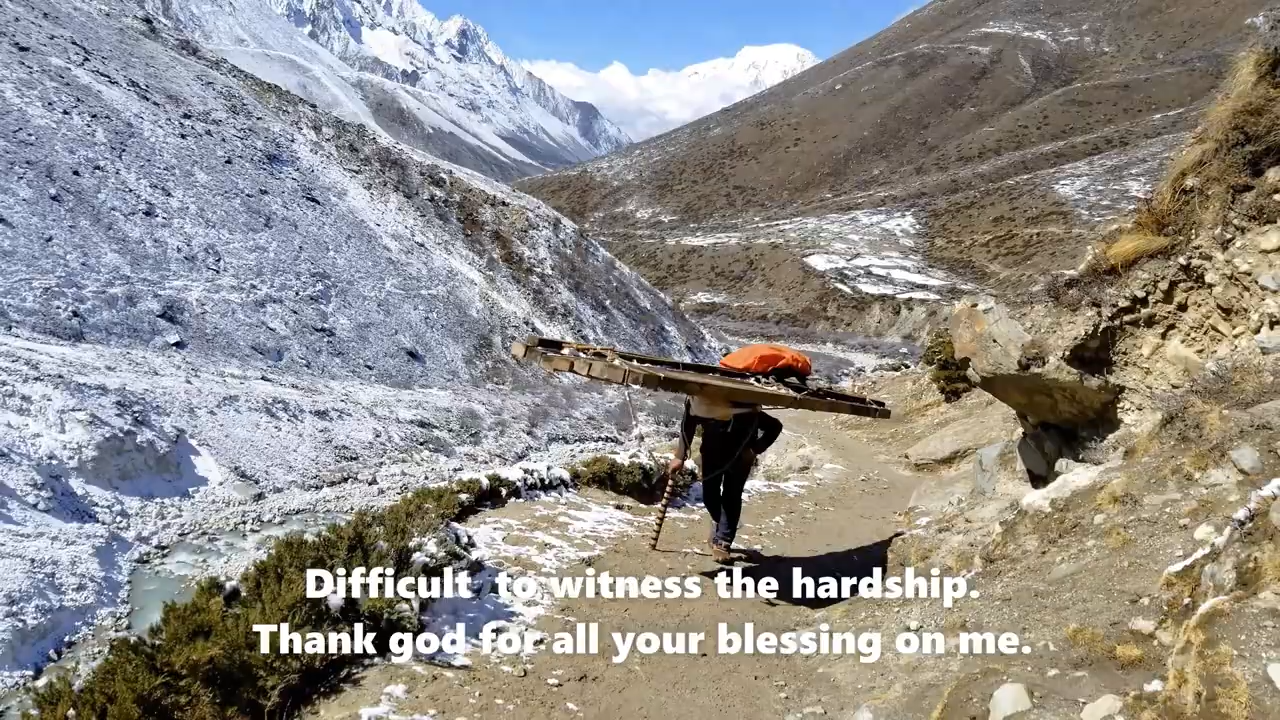 Difficult to witness the hardship.
Thank god for all your blessing on me.